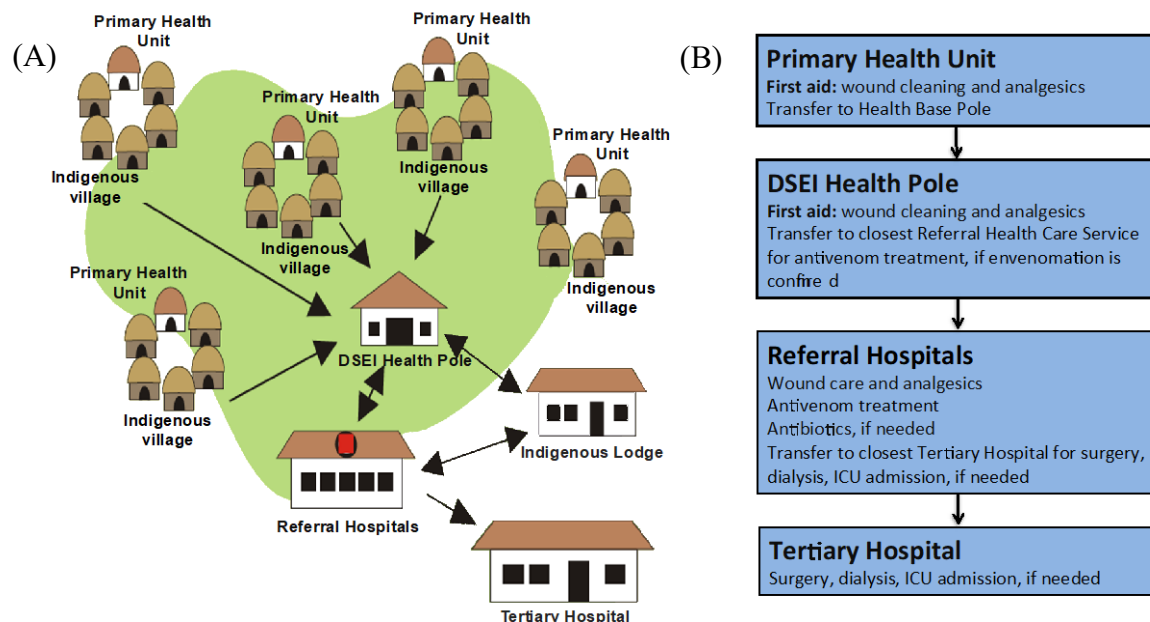 (A)
Primary Health
Unit
Indigenous
village
Primary Health
Unit
Indigenous
village
Primary Health
Unit
Indigenous
village
Primary Health
Unit
Indigenous
village
Primary Health
Unit
Indigenous
village
DSEI Health Pole
Indigenous Lodge
Referral Hospitals
Tertiary Hospital
(B)
Primary Health Unit
First aid: wound cleaning and analgesics
Transfer to Health Base Pole
DSEI Health Pole
First aid: wound cleaning and analgesics
Transfer to closest Referral Health Care Service
for antivenom treatment, if envenomation is
confire d
Referral Hospitals
Wound care and analgesics
Antivenom treatment
Antibiotics, if needed
Transfer to closest Tertiary Hospital for surgery,
dialysis, ICU admission, if needed
Tertiary Hospital
Surgery, dialysis, ICU admission, if needed